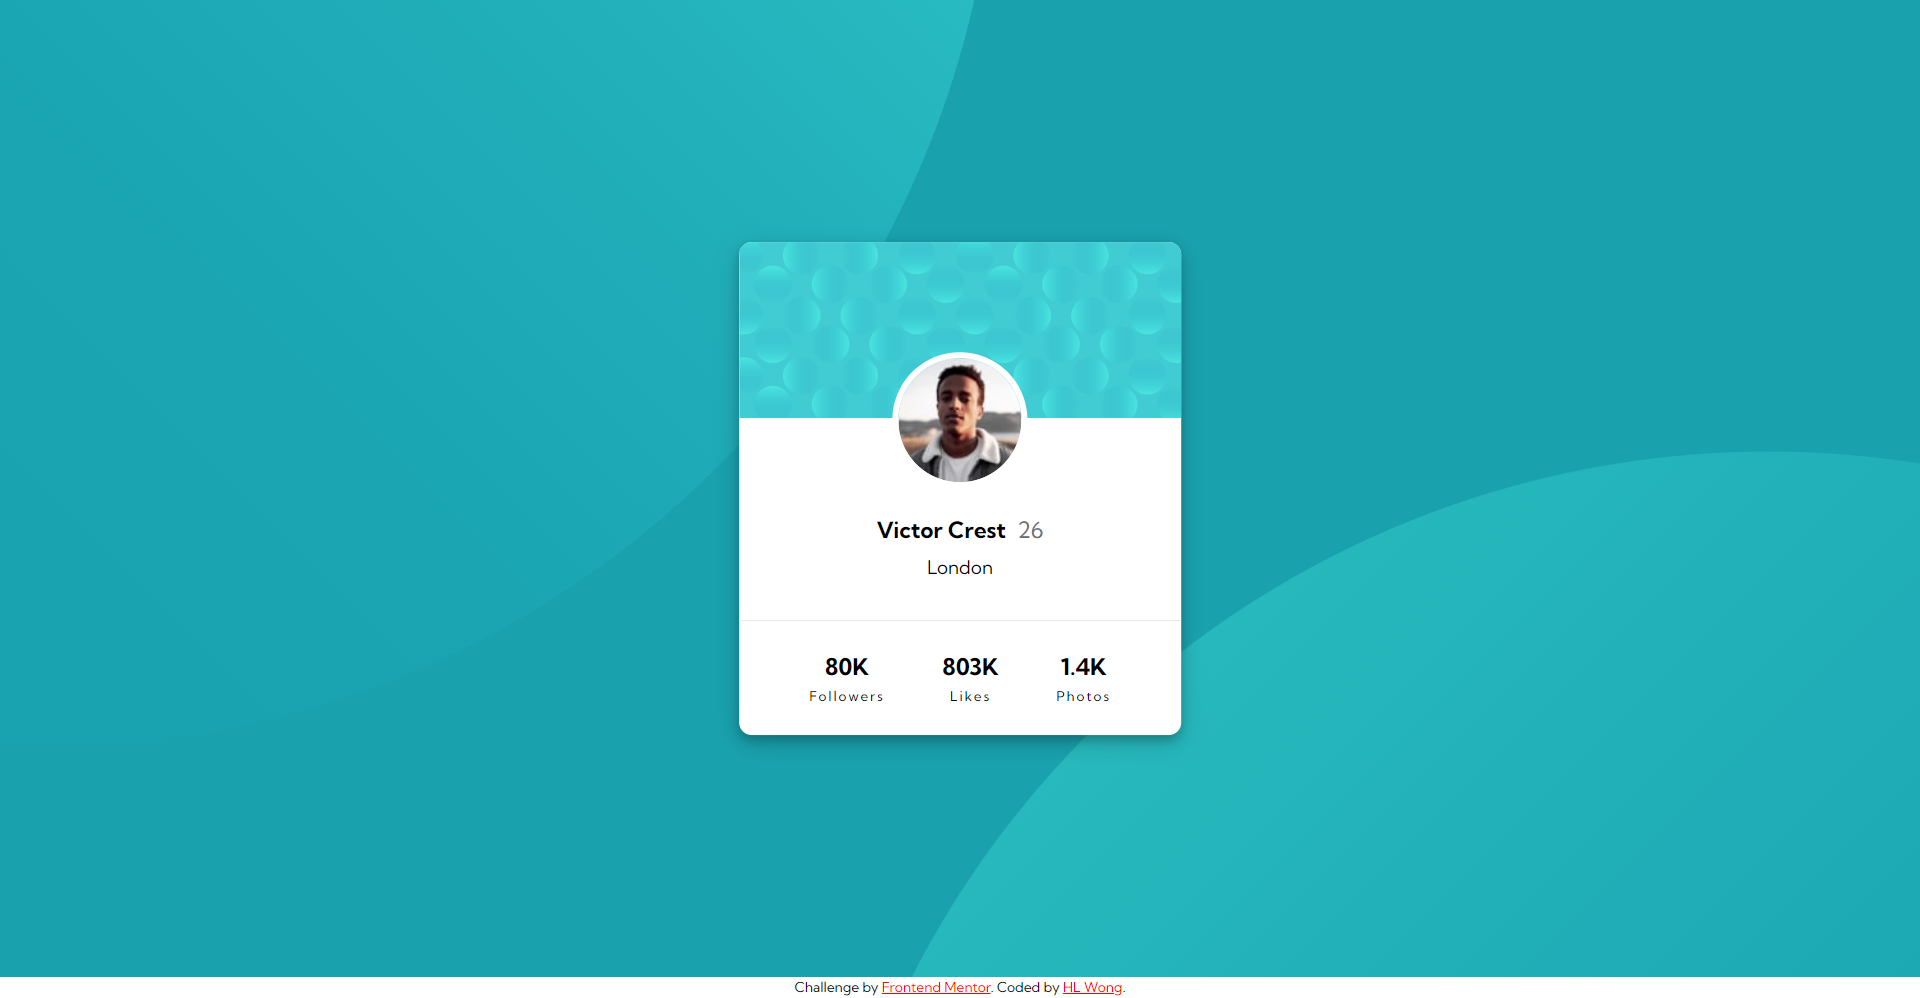 Victor Crest 26
London
80K 803K 1.4K
Followers Likes Photos
Challenge by Frontend Mentor. Coded by HL Wong.